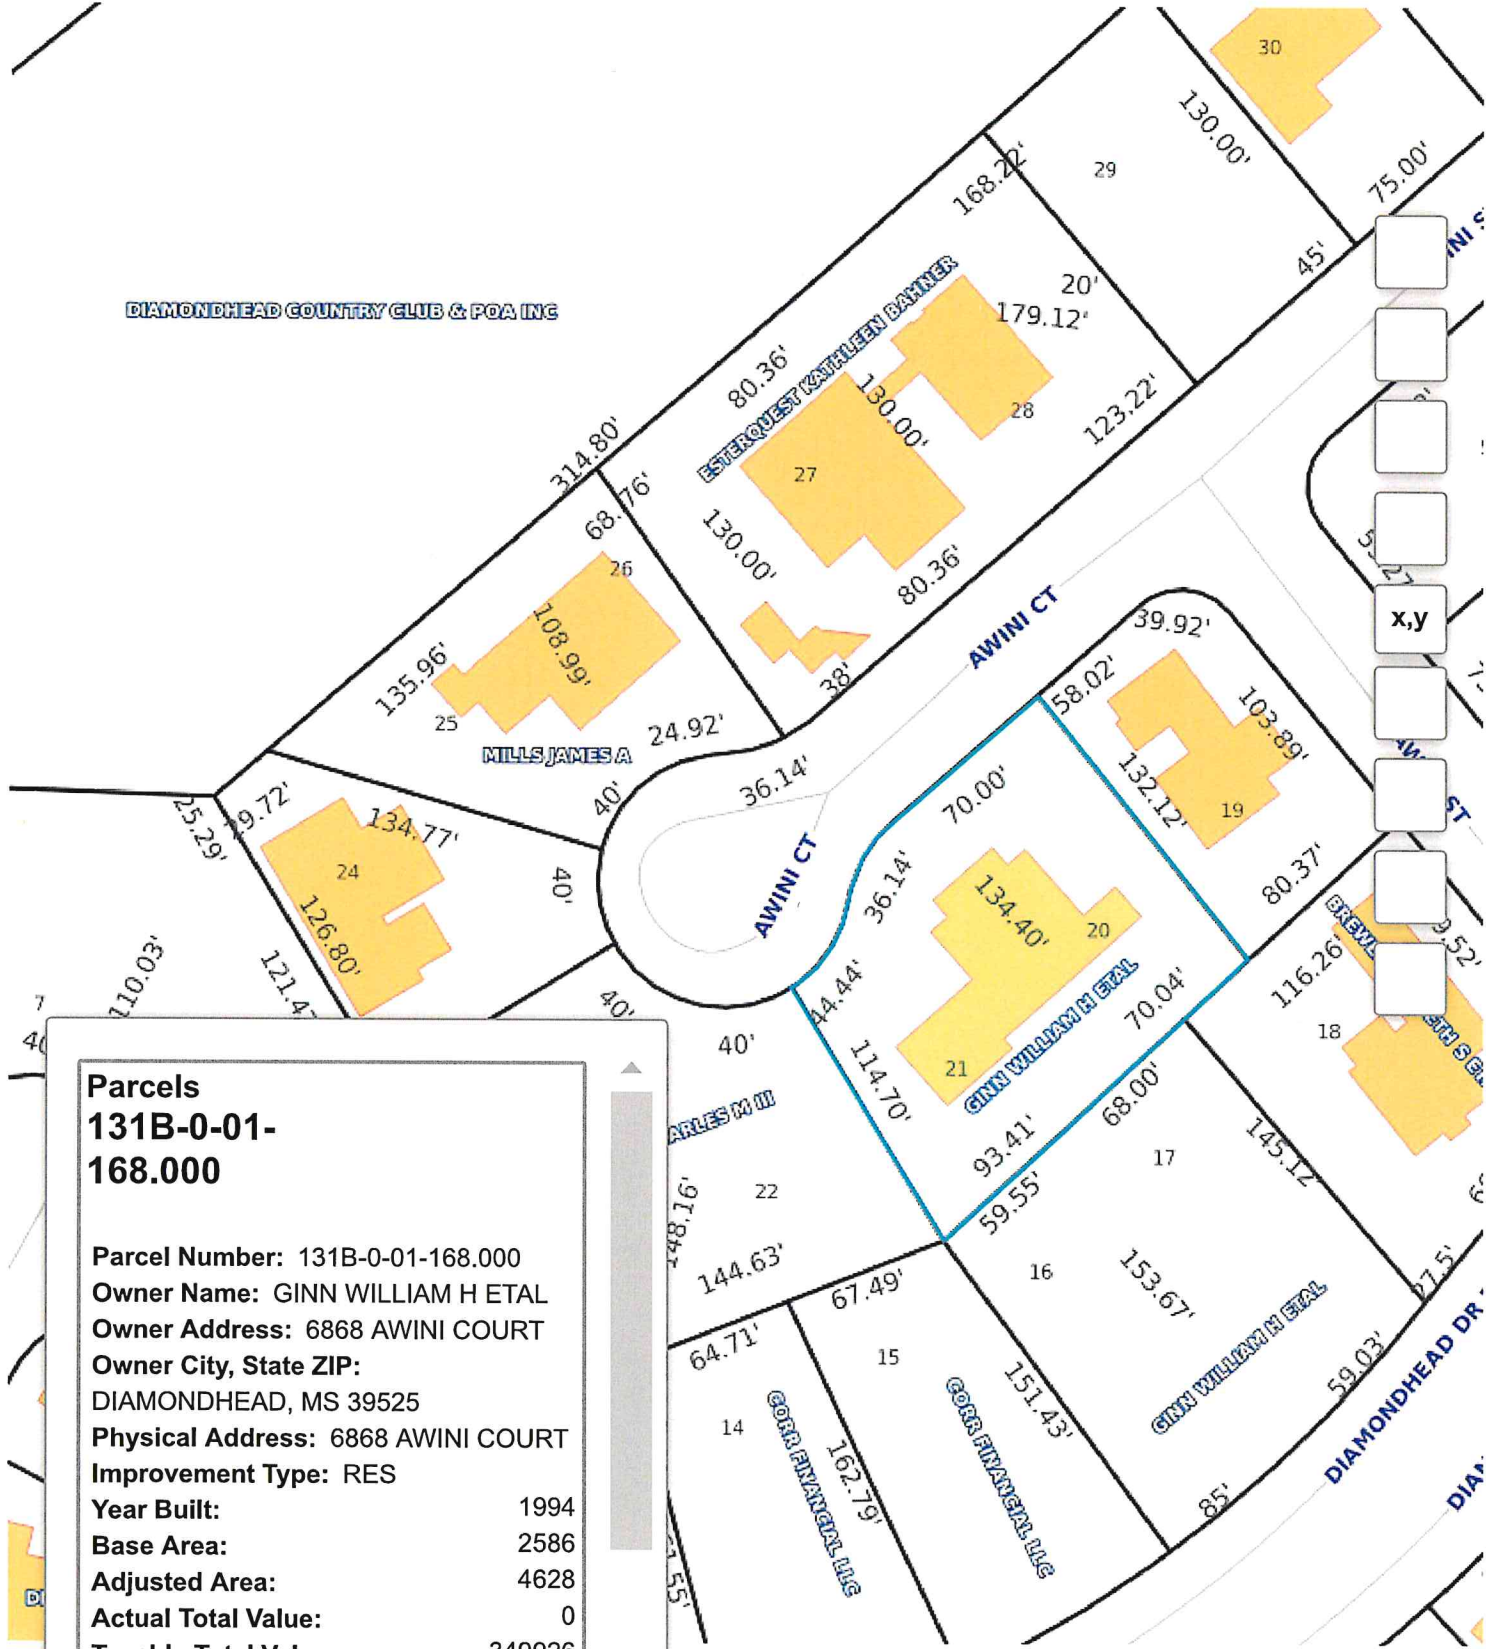 30
130.00'
75.00'
168.22'
29
45'
DIAMONDHEAD COUNTRY CLUB & POA INC
ESTERQUEST KATHLEEN BAHNER
20'
179.12'
80.36'
130.00'
28
123.22'
314.80'
27
68.76'
130.00'
80.36'
26
108.99'
AWINI CT
39.92'
x,y
135.96'
25
38'
58.02'
103.89'
24.92'
MILLS JAMES A
36.14'
40'
70.00'
132.12'
19
ST
25.29'
29.72'
134.77'
24
126.80'
40'
AWINI CT
36.14'
134.40'
20
80.37'
116.26'
110.03'
7
40'
44.44'
GINN WILLIAM H ETAL
70.04'
18
40'
114.70'
21
68.00'
ARLES M III
93.41'
17
145.12'
148.16'
22
59.55'
144.63'
16
153.67'
27.5'
67.49'
64.71'
15
GINN WILLIAM H ETAL
59.03'
DIAMONDHEAD DR
14
CORR FINANCIAL LLC
162.79'
CORR FINANCIAL LLC
151.43'
85'
Parcels
131B-0-01-
168.000
Parcel Number: 131B-0-01-168.000
Owner Name: GINN WILLIAM H ETAL
Owner Address: 6868 AWINI COURT
Owner City, State ZIP:
DIAMONDHEAD, MS 39525
Physical Address: 6868 AWINI COURT
Improvement Type: RES
Year Built: 1994
Base Area: 2586
Adjusted Area: 4628
Actual Total Value: 0